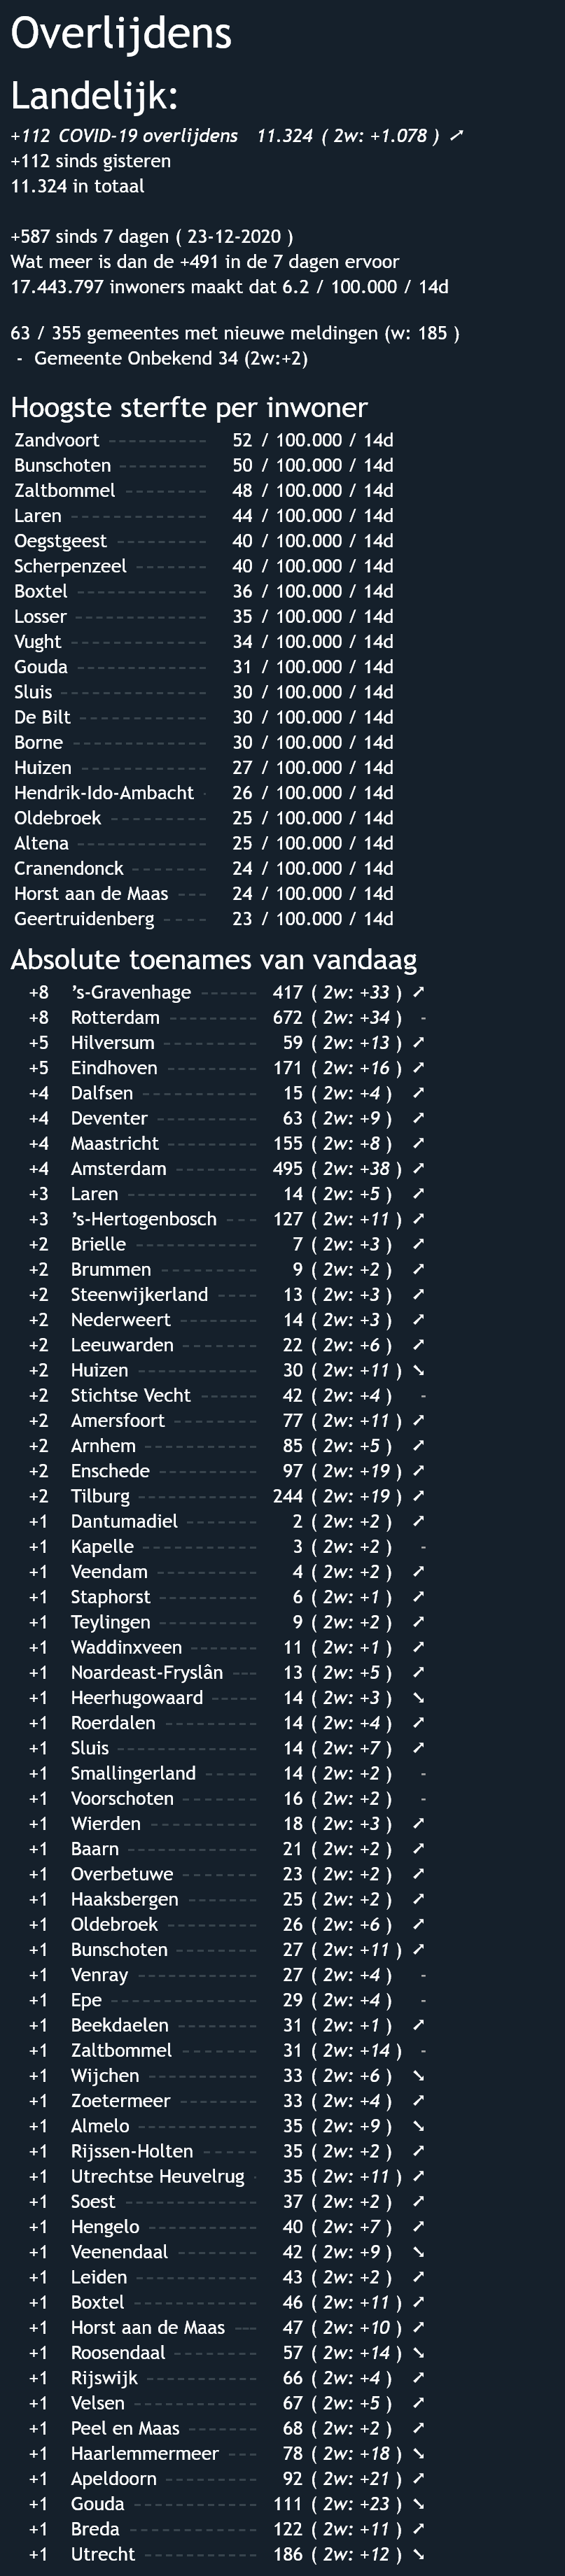 Overlijdens
Landelijk:
+112 COVID-19 overlijdens 11.324 ( 2w: +1.078 ) ➚
+112 sinds gisteren
11.324 in totaal
+587 sinds 7 dagen ( 23-12-2020 )
Wat meer is dan de +491 in de 7 dagen ervoor
17.443.797 inwoners maakt dat 6.2 / 100.000 / 14d
63 / 355 gemeentes met nieuwe meldingen (w: 185 )
- Gemeente Onbekend 34 (2w:+2)
Hoogste sterfte per inwoner
Zandvoort ---------- 52 / 100.000 / 14d
Bunschoten --------- 50 / 100.000 / 14d
Zaltbommel -------- 48 / 100.000 / 14d
Laren -------------- 44 / 100.000 / 14d
Oegstgeest --------- 40 / 100.000 / 14d
Scherpenzeel ------- 40 / 100.000 / 14d
Boxtel -------------- 36 / 100.000 / 14d
Losser ------------- 35 / 100.000 / 14d
Vught -------------- 34 / 100.000 / 14d
Gouda ------------- 31 / 100.000 / 14d
Sluis --------------- 30 / 100.000 / 14d
De Bilt ------------- 30 / 100.000 / 14d
Borne -------------- 30 / 100.000 / 14d
Huizen ------------- 27 / 100.000 / 14d
Hendrik-Ido-Ambacht - 26 / 100.000 / 14d
Oldebroek ---------- 25 / 100.000 / 14d
Altena ------------- 25 / 100.000 / 14d
Cranendonck ------- 24 / 100.000 / 14d
Horst aan de Maas --- 24 / 100.000 / 14d
Geertruidenberg ---- 23 / 100.000 / 14d
Absolute toenames van vandaag
+8 's-Gravenhage ------ 417 ( 2w: +33 ) ➚
+8 Rotterdam --------- 672 ( 2w: +34 ) -
+5 Hilversum --------- 59 ( 2w: +13 ) ➚
+5 Eindhoven --------- 171 ( 2w: +16 ) ➚
+4 Dalfsen ----------- 15 ( 2w: +4 ) ➚
+4 Deventer ---------- 63 ( 2w: +9 ) ➚
+4 Maastricht --------- 155 ( 2w: +8 ) ➚
+4 Amsterdam -------- 495 ( 2w: +38 ) ➚
+3 Laren ------------- 14 ( 2w: +5 ) ➚
+3 's-Hertogenbosch --- 127 ( 2w: +11 ) ➚
+2 Brielle ------------ 7 ( 2w: +3 ) ➚
+2 Brummen ---------- 9 ( 2w: +2 ) ➚
+2 Steenwijkerland ---- 13 ( 2w: +3 ) ➚
+2 Nederweert -------- 14 ( 2w: +3 ) ➚
+2 Leeuwarden -------- 22 ( 2w: +6 ) ➚
+2 Huizen ------------ 30 ( 2w: +11 ) ➘
+2 Stichtse Vecht ------ 42 ( 2w: +4 ) -
+2 Amersfoort --------- 77 ( 2w: +11 ) ➚
+2 Arnhem ----------- 85 ( 2w: +5 ) ➚
+2 Enschede ---------- 97 ( 2w: +19 ) ➚
+2 Tilburg ------------ 244 ( 2w: +19 ) ➚
+1 Dantumadiel ------- 2 ( 2w: +2 ) ➚
+1 Kapelle ----------- 3 ( 2w: +2 ) -
+1 Veendam ---------- 4 ( 2w: +2 ) ➚
+1 Staphorst ---------- 6 ( 2w: +1 ) ➚
+1 Teylingen ---------- 9 ( 2w: +2 ) ➚
+1 Waddinxveen ------- 11 ( 2w: +1 ) ➚
+1 Noardeast-Fryslân --- 13 ( 2w: +5 ) ➚
+1 Heerhugowaard ----- 14 ( 2w: +3 ) ➘
+1 Roerdalen ---------- 14 ( 2w: +4 ) ➚
+1 Sluis -------------- 14 ( 2w: +7 ) ➚
+1 Smallingerland ----- 14 ( 2w: +2 ) -
+1 Voorschoten -------- 16 ( 2w: +2 ) -
+1 Wierden ----------- 18 ( 2w: +3 ) ➚
+1 Baarn ------------- 21 ( 2w: +2 ) ➚
+1 Overbetuwe -------- 23 ( 2w: +2 ) ➚
+1 Haaksbergen -------- 25 ( 2w: +2 ) ➚
+1 Oldebroek ---------- 26 ( 2w: +6 ) ➚
+1 Bunschoten --------- 27 ( 2w: +11 ) ➚
+1 Venray ------------ 27 ( 2w: +4 ) -
+1 Epe --------------- 29 ( 2w: +4 ) -
+1 Beekdaelen --------- 31 ( 2w: +1 ) ➚
+1 Zaltbommel -------- 31 ( 2w: +14 ) -
+1 Wijchen ----------- 33 ( 2w: +6 ) ➘
+1 Zoetermeer -------- 33 ( 2w: +4 ) ➚
+1 Almelo ------------ 35 ( 2w: +9 ) ➘
+1 Rijssen-Holten ------ 35 ( 2w: +2 ) ➚
+1 Utrechtse Heuvelrug - 35 ( 2w: +11 ) ➚
+1 Soest ------------- 37 ( 2w: +2 ) ➚
+1 Hengelo ----------- 40 ( 2w: +7 ) ➚
+1 Veenendaal -------- 42 ( 2w: +9 ) ➘
+1 Leiden ------------ 43 ( 2w: +2 ) ➚
+1 Boxtel ------------ 46 ( 2w: +11 ) ➚
+1 Horst aan de Maas --- 47 ( 2w: +10 ) ➚
+1 Roosendaal --------- 57 ( 2w: +14 ) ➘
+1 Rijswijk ----------- 66 ( 2w: +4 ) ➚
+1 Velsen ------------ 67 ( 2w: +5 ) ➚
+1 Peel en Maas ------- 68 ( 2w: +2 ) ➚
+1 Haarlemmermeer --- 78 ( 2w: +18 ) ➘
+1 Apeldoorn ---------- 92 ( 2w: +21 ) ➚
+1 Gouda ------------ 111 ( 2w: +23 ) ➘
+1 Breda ------------- 122 ( 2w: +11 ) ➚
+1 Utrecht ----------- 186 ( 2w: +12 ) ➘